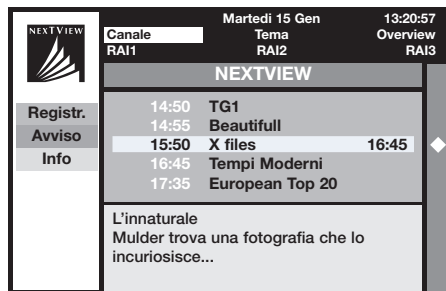 NEXTVIEW
Martedi 15 Gen 13:20:57
Canale Tema Overview
RAI1 RAI2 RAI3
NEXTVIEW
Registr.
Avviso
Info
14:50 TG1
14:55 Beautifull
15:50 X files 16:45
16:45 Tempi Moderni
17:35 European Top 20
L'innaturale
Mulder trova una fotografia che lo
incuriosisce...